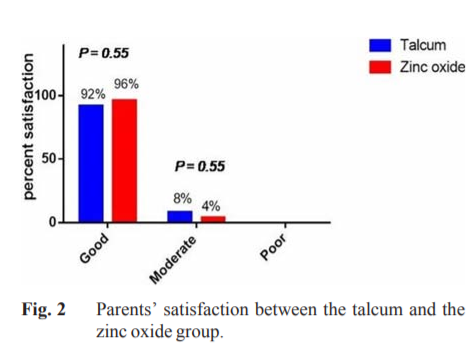 Talcum
Zinc oxide
percent satisfaction
P= 0.55
100
50
0
92%
96%
P= 0.55
8%
4%
Good
Moderate
Poor
Fig. 2 Parents’ satisfaction between the talcum and the
zinc oxide group.